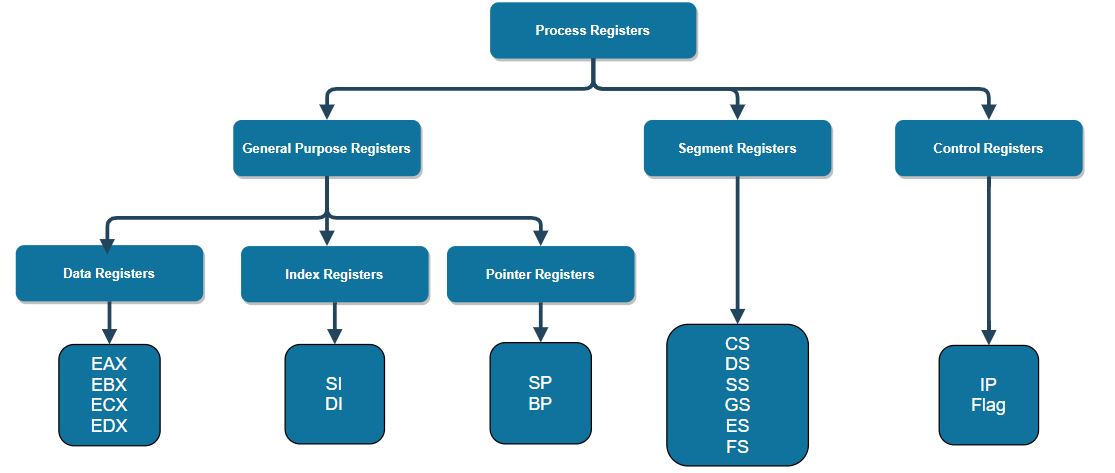 Process Registers
General Purpose Registers
Segment Registers
Control Registers
Data Registers
Index Registers
Pointer Registers
EAX
EBX
ECX
EDX
SI
DI
SP
BP
CS
DS
SS
GS
ES
FS
IP
Flag